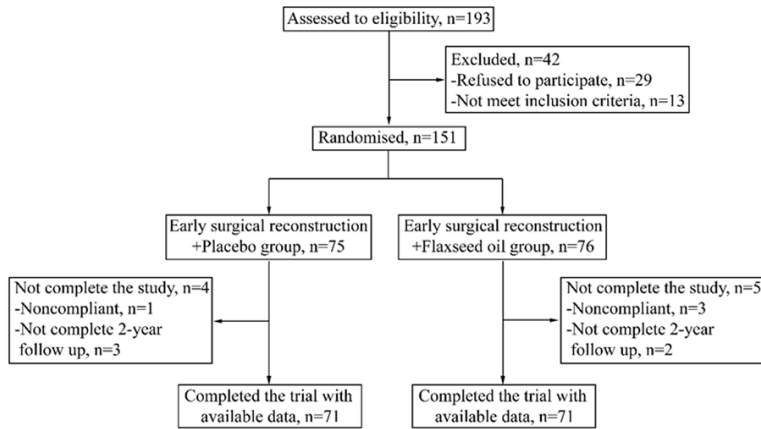 Assessed to eligibility, n=193
Excluded, n=42
-Refused to participate, n=29
-Not meet inclusion criteria, n=13
Randomised, n=151
Early surgical reconstruction
+Placebo group, n=75
Early surgical reconstruction
+Flaxseed oil group, n=76
Not complete the study, n=4
-Noncompliant, n=1
-Not complete 2-year
follow up, n=3
Not complete the study, n=5
-Noncompliant, n=3
-Not complete 2-year
follow up, n=2
Completed the trial with
available data, n=71
Completed the trial with
available data, n=71